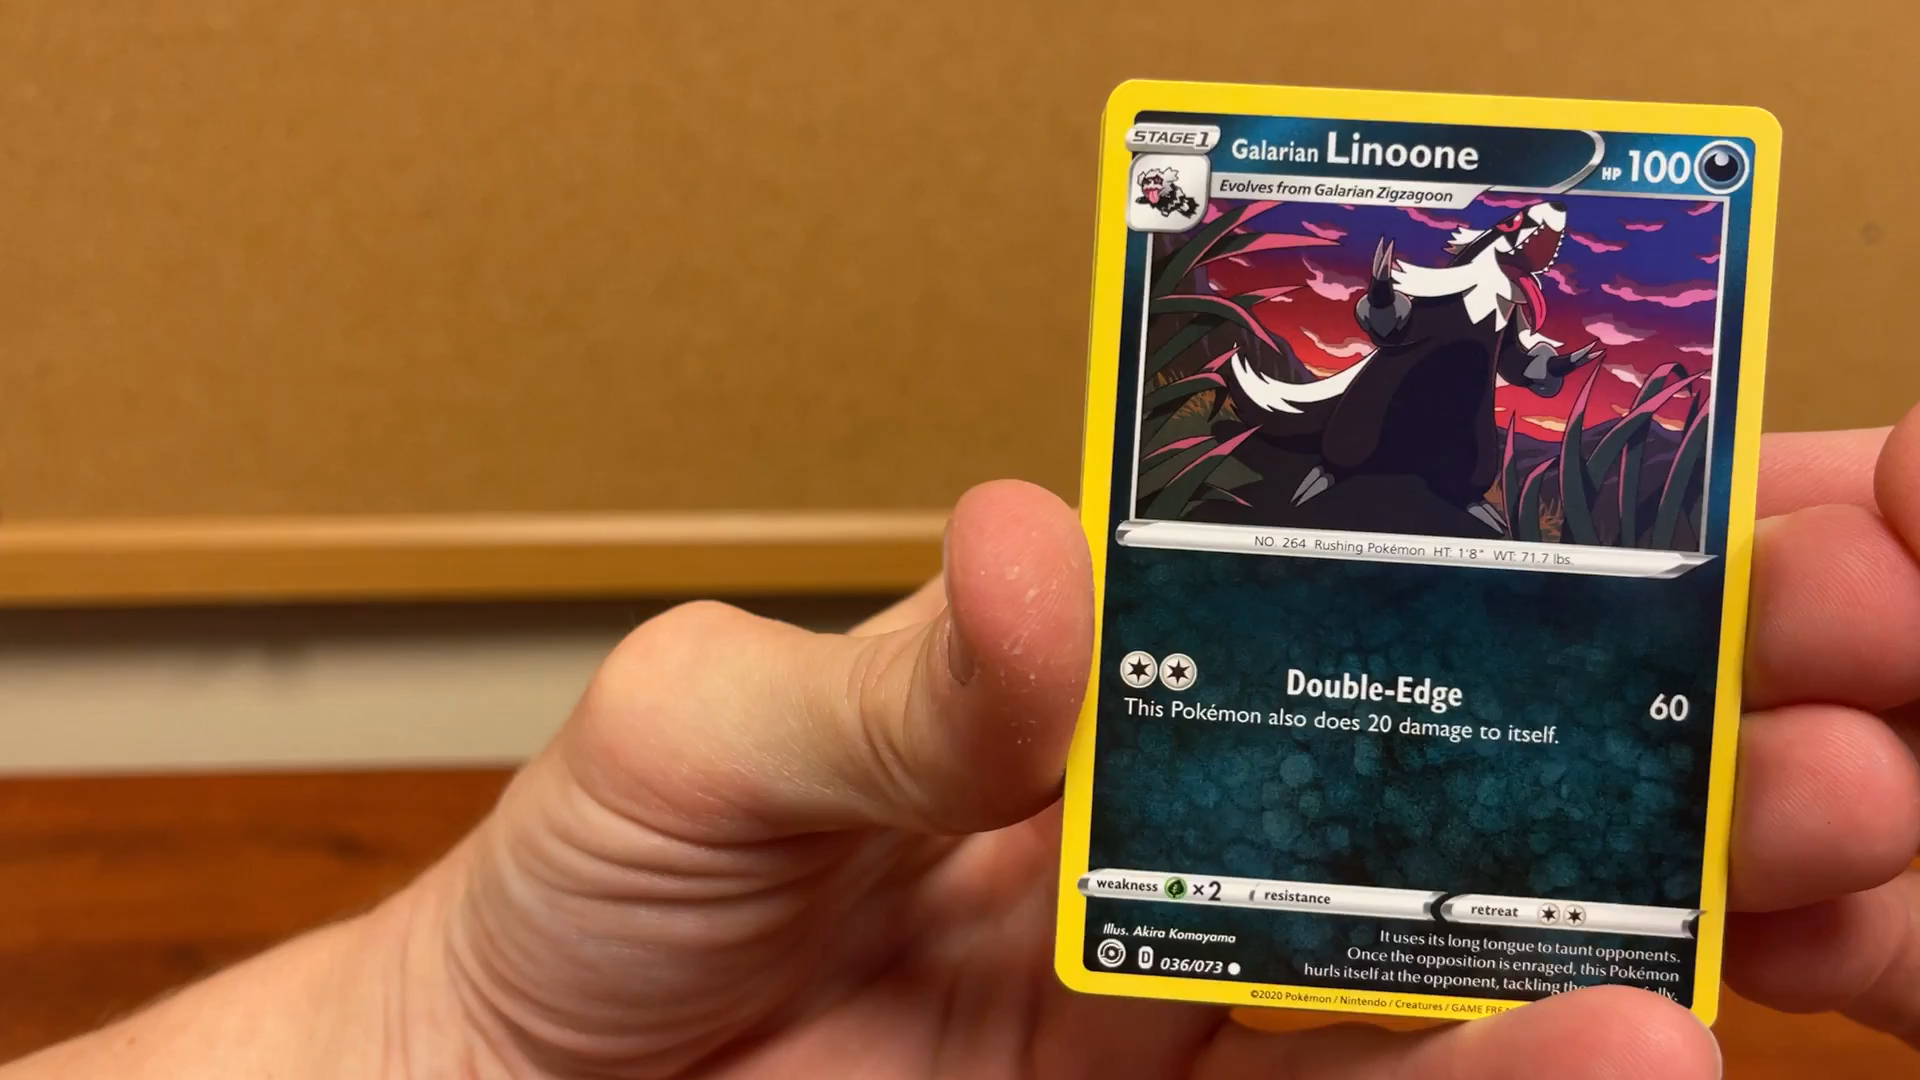 STAGE1
Galarian Linoone
HP 100
Evolves from Galarian Zigzagoon
NO. 264 Rushing Pokémon HT: 1'8" WT: 71.7 lbs.
Double-Edge 60
This Pokémon also does 20 damage to itself.
weakness ×2 resistance retreat
Illus. Akira Komayama
D 036/073
It uses its long tongue to taunt opponents.
Once the opposition is enraged, this Pokémon
hurls itself at the opponent, tackling
©2020 Pokémon / Nintendo / Creatures / GAME